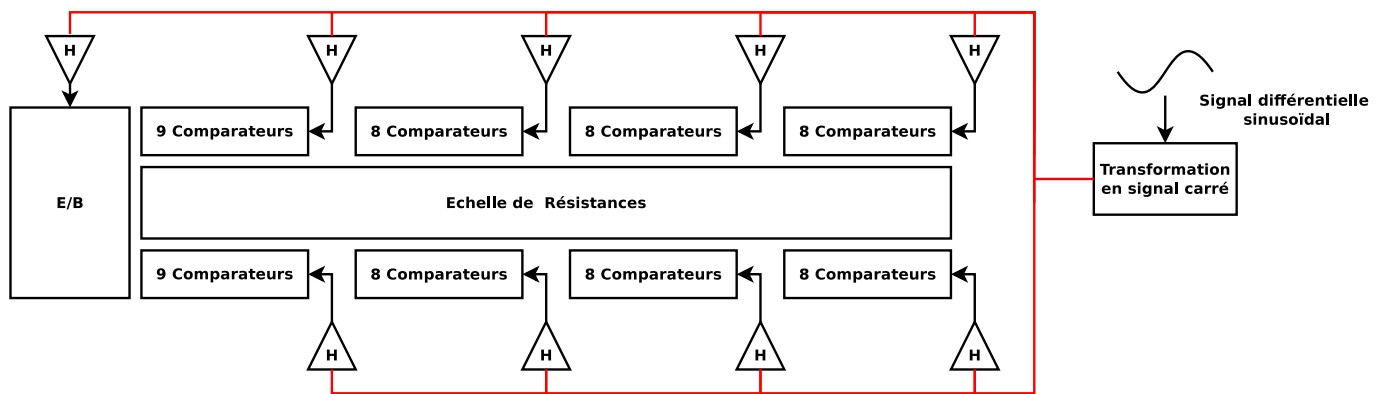 H
H
H
H
H
Signal différentielle
sinusoïdal
9 Comparateurs
8 Comparateurs
8 Comparateurs
8 Comparateurs
Transformation
en signal carré
E/B
Echelle de Résistances
9 Comparateurs
8 Comparateurs
8 Comparateurs
8 Comparateurs
H
H
H
H